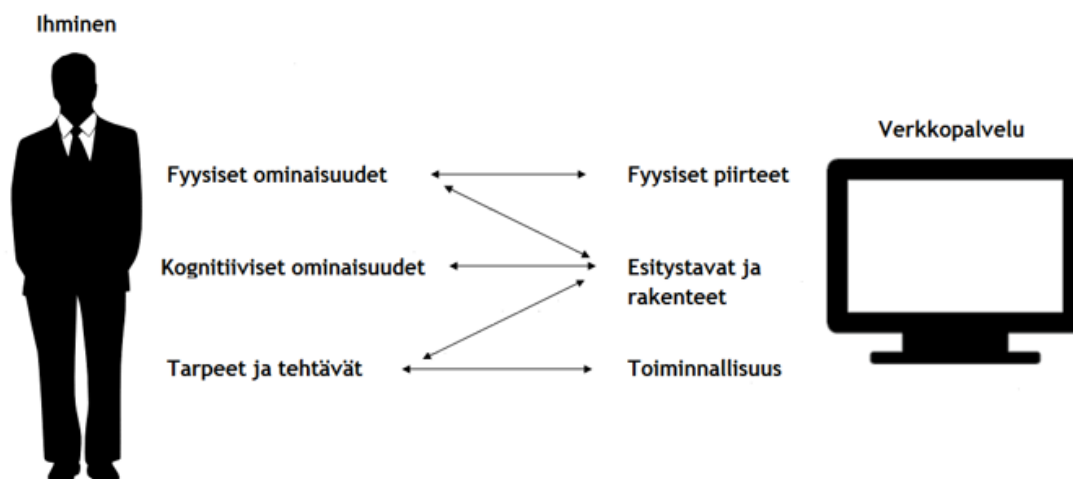 Ihminen
Verkkopalvelu
Fyysiset ominaisuudet
Fyysiset piirteet
Kognitiiviset ominaisuudet
Esitystavat ja
rakenteet
Tarpeet ja tehtävät
Toiminnallisuus